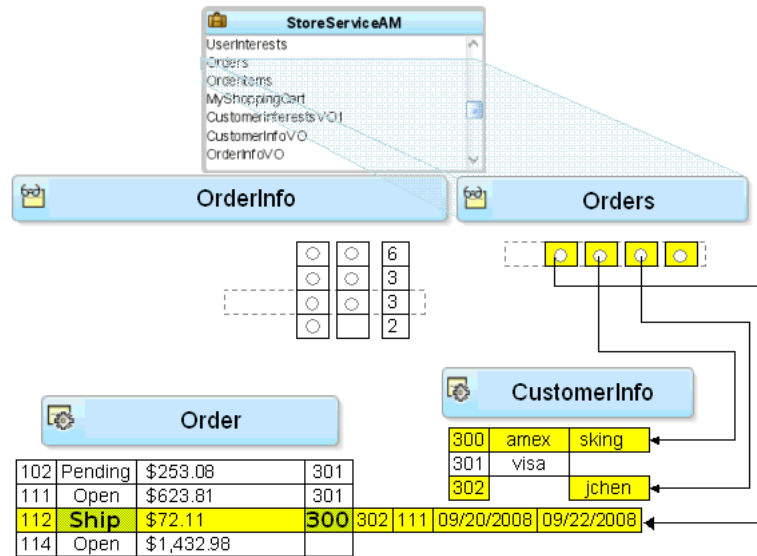 StoreServiceAM
UserInterests
Orders
OrderItems
MyShoppingCart
CustomerInterestsVO1
CustomerInfoVO
OrderInfoVO
OrderInfo
Orders
6
3
3
2
CustomerInfo
300 amex sking
301 visa
302 jchen
Order
102 Pending $253.08 301
111 Open $623.81 301
112 Ship $72.11 300 302 111 09/20/2008 09/22/2008
114 Open $1,432.98